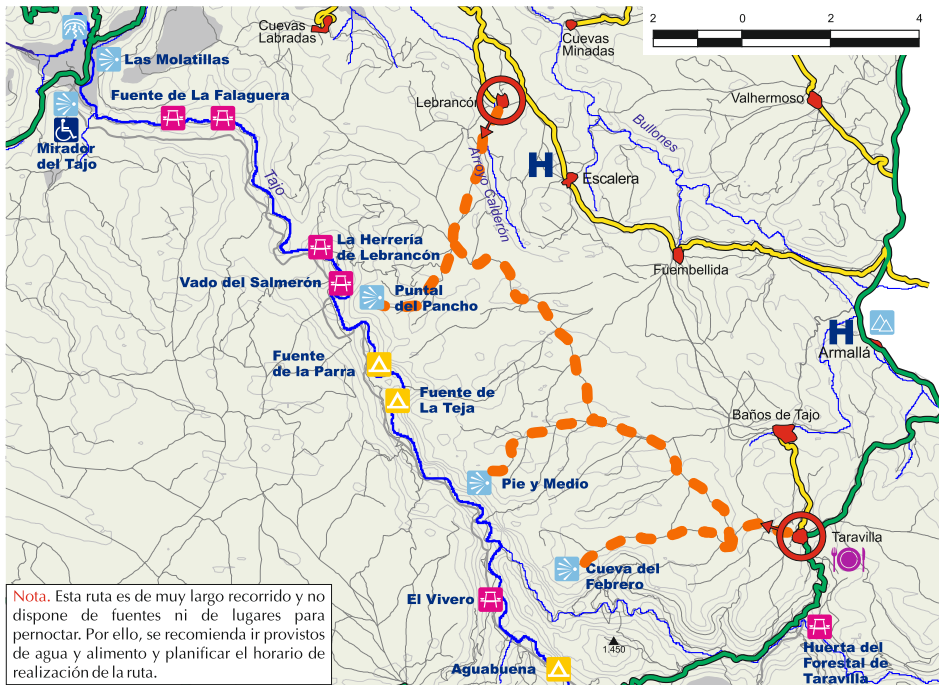 2 0 2 4
Cuevas
Labradas
Cuevas
Minadas
Las Molatillas
Fuente de La Falaguera
Lebrancón
Valhermoso
Mirador
del Tajo
Bullones
Tajo
Arroyo Calderón
H
Escalera
La Herrería
de Lebrancón
Fuembellida
Vado del Salmerón
Puntal
del Pancho
H
Armallá
Fuente
de la Parra
Fuente de
La Teja
Baños de Tajo
Pie y Medio
Taravilla
Cueva del
Febrero
El Vivero
1.450
Huerta del
Forestal de
Taravilla
Aguabuena
Nota. Esta ruta es de muy largo recorrido y no
dispone de fuentes ni de lugares para
pernoctar. Por ello, se recomienda ir provistos
de agua y alimento y planificar el horario de
realización de la ruta.